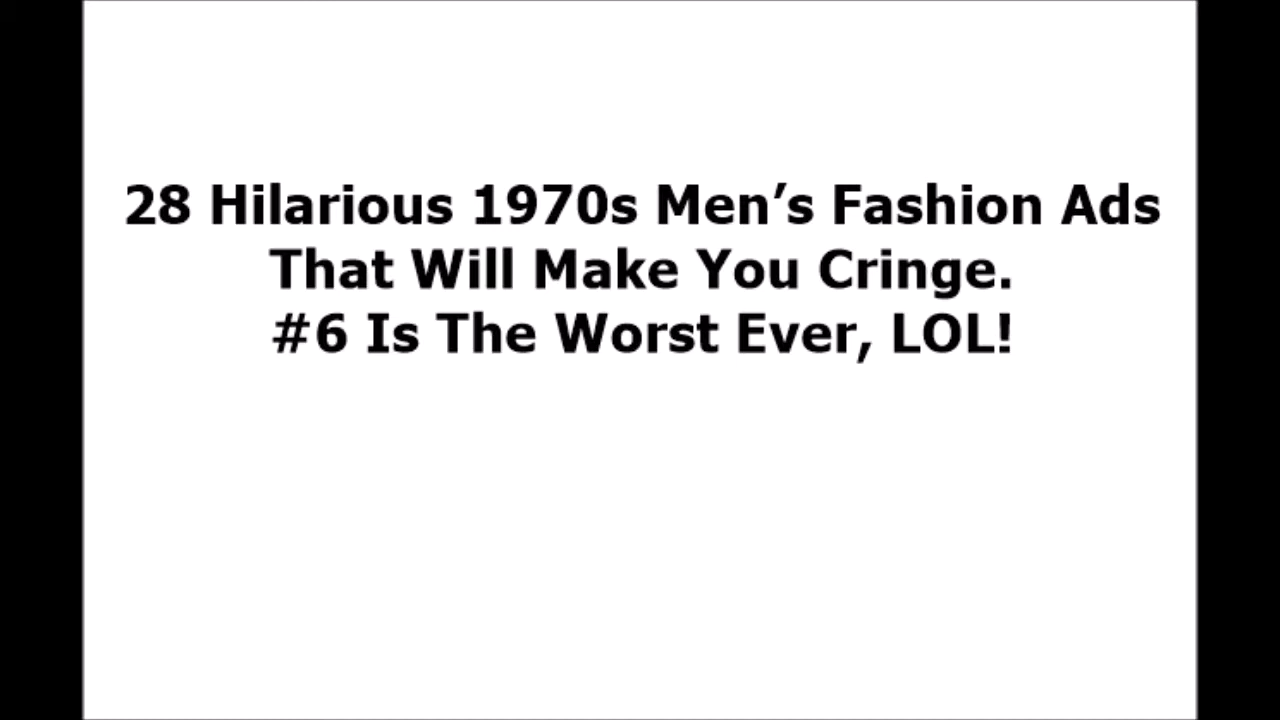 28 Hilarious 1970s Men’s Fashion Ads
That Will Make You Cringe.
#6 Is The Worst Ever, LOL!